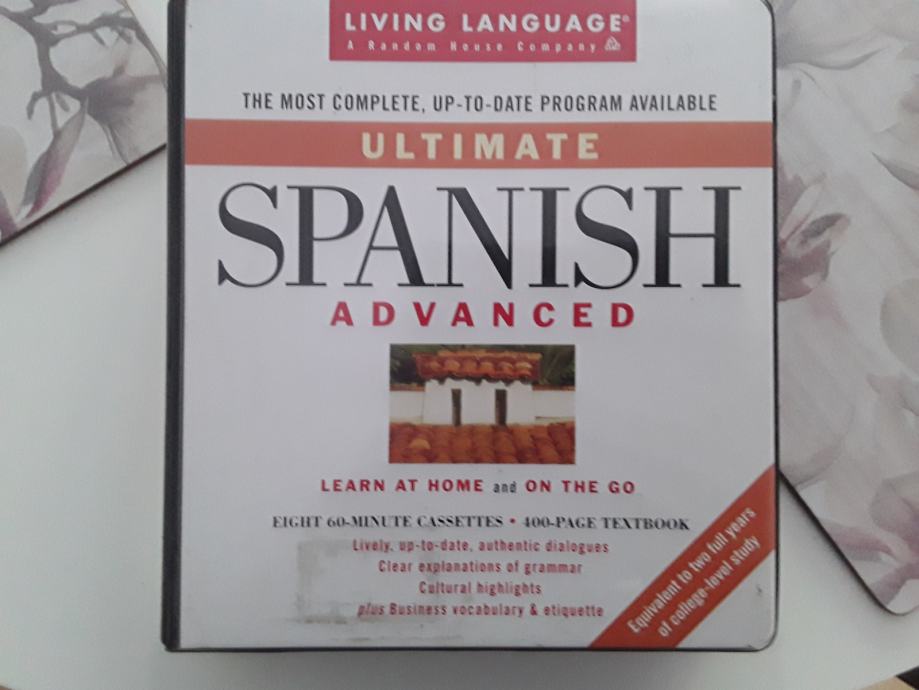 LIVING LANGUAGE®
A Random House Company
THE MOST COMPLETE, UP-TO-DATE PROGRAM AVAILABLE
ULTIMATE
SPANISH
ADVANCED
LEARN AT HOME and ON THE GO
EIGHT 60-MINUTE CASSETTES • 400-PAGE TEXTBOOK
Lively, up-to-date, authentic dialogues
Clear explanations of grammar
Cultural highlights
plus Business vocabulary & etiquette
Equivalent to two full years
of college-level study